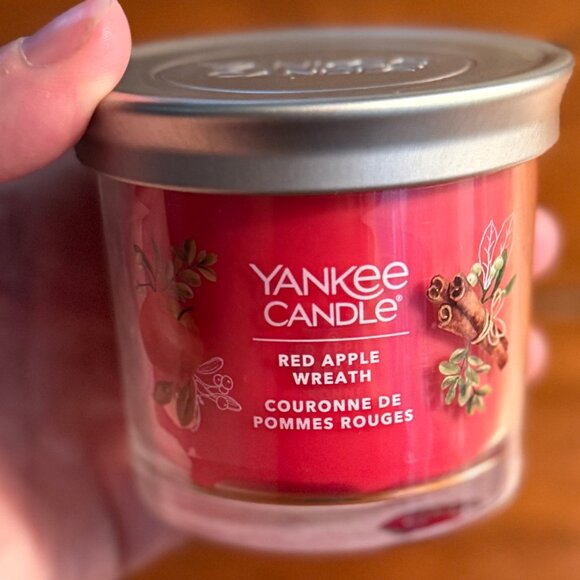 YANKEE
CANDLE®
RED APPLE
WREATH
COURONNE DE
POMMES ROUGES